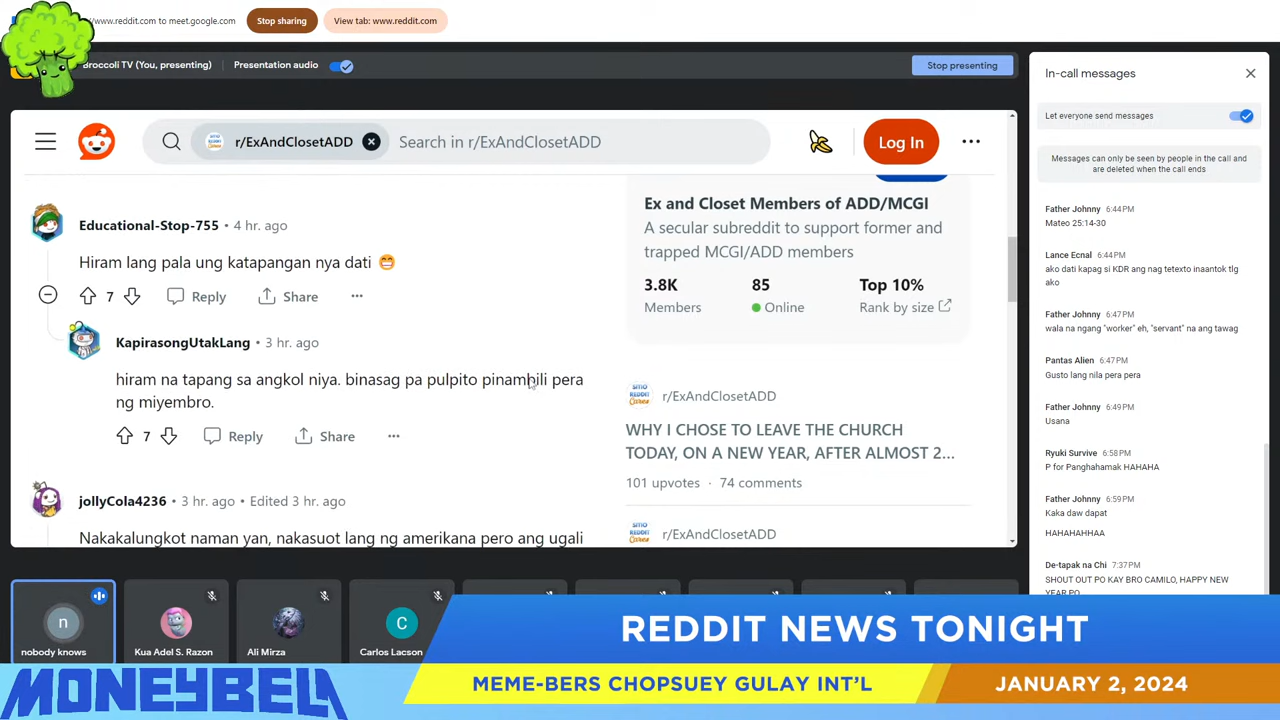 //www.reddit.com to meet.google.com
Stop sharing
View tab: www.reddit.com
Broccoli TV (You, presenting)
Presentation audio
Stop presenting
r/ExAndClosetADD
Search in r/ExAndClosetADD
Log In
Educational-Stop-755 • 4 hr. ago
Hiram lang pala ung katapangan nya dati 😁
7
Reply
Share
KapirasongUtakLang • 3 hr. ago
hiram na tapang sa angkol niya. binasag pa pulpito pinambili pera
ng miyembro.
7
Reply
Share
jollyCola4236 • 3 hr. ago • Edited 3 hr. ago
Nakakalungkot naman yan, nakasuot lang ng amerikana pero ang ugali
Ex and Closet Members of ADD/MCGI
A secular subreddit to support former and
trapped MCGI/ADD members
3.8K
85
Top 10%
Members
Online
Rank by size
r/ExAndClosetADD
WHY I CHOSE TO LEAVE THE CHURCH
TODAY, ON A NEW YEAR, AFTER ALMOST 2...
101 upvotes · 74 comments
r/ExAndClosetADD
In-call messages
Let everyone send messages
Messages can only be seen by people in the call and
are deleted when the call ends
Father Johnny 6:44PM
Mateo 25:14-30
Lance Ecnal 6:44PM
ako dati kapag si KDR ang nag tetexto inaantok tlg
ako
Father Johnny 6:47PM
wala na ngang "worker" eh, "servant" na ang tawag
Pantas Alien 6:47PM
Gusto lang nila pera pera
Father Johnny 6:49PM
Usana
Ryuki Survive 6:58PM
P for Panghahamak HAHAHA
Father Johnny 6:59PM
Kaka daw dapat
HAHAHAHHAA
De-tapak na Chi 7:37PM
SHOUT OUT PO KAY BRO CAMILO, HAPPY NEW
YEAR PO
n
nobody knows
Kua Adel S. Razon
Ali Mirza
C
Carlos Lacson
REDDIT NEWS TONIGHT
MONEYBELA
MEME-BERS CHOPSUEY GULAY INT'L
JANUARY 2, 2024